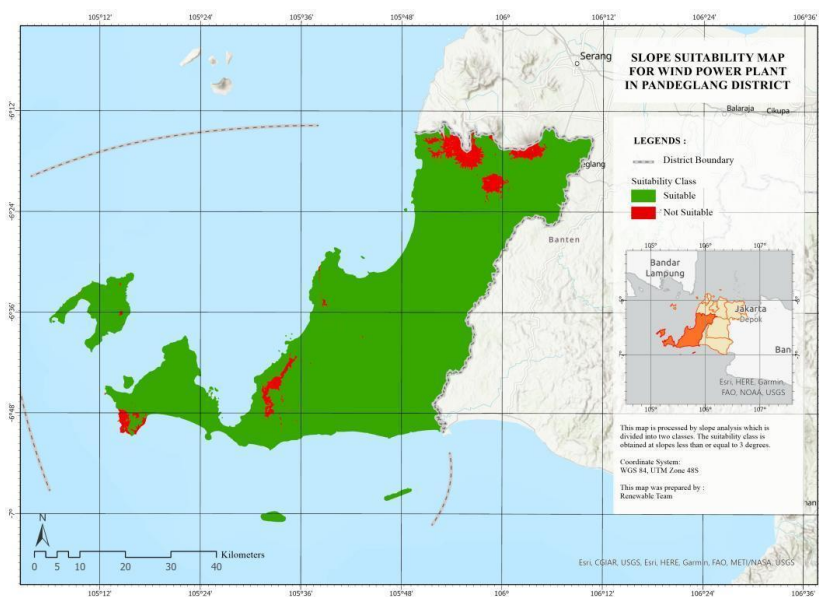 105°12' 105°24' 105°36' 105°48' 106° 106°12' 106°24' 106°36'
Serang
SLOPE SUITABILITY MAP
FOR WIND POWER PLANT
IN PANDEGLANG DISTRICT
Balaraja Cikupa
-6°12'
LEGENDS :
District Boundary
glang
Suitability Class
Suitable
Not Suitable
-6°24'
Banten
105° 106° 107°
Bandar
Lampung
Jakarta
Depok
-6°36'
Ban
Esri, HERE, Garmin,
FAO, NOAA, USGS
105° 106° 107°
-6°48'
This map is processed by slope analysis which is
divided into two classes. The suitability class is
obtained at slopes less than or equal to 3 degrees.
Coordinate System:
WGS 84, UTM Zone 48S
This map was prepared by :
Renewable Team
-7°
N
Kilometers
0 5 10 20 30 40
Esri, CGIAR, USGS, Esri, HERE, Garmin, FAO, METI/NASA, USGS
105°12' 105°24' 105°36' 105°48' 106° 106°12' 106°24' 106°36'